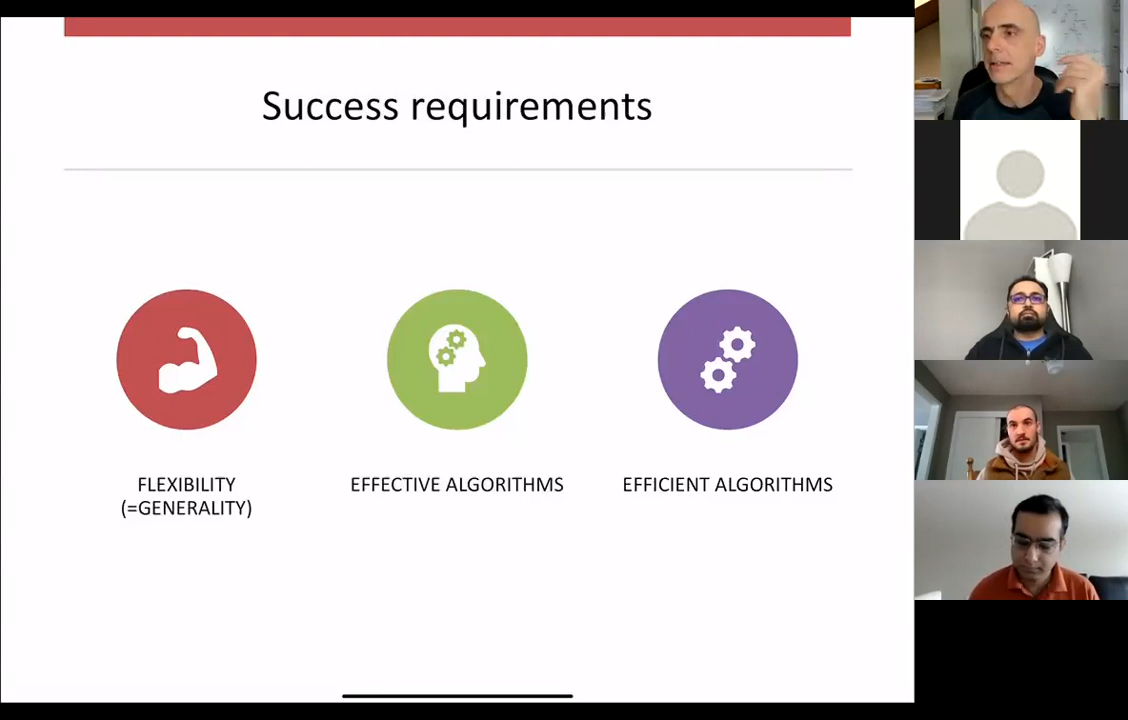 Success requirements
FLEXIBILITY
(=GENERALITY)
EFFECTIVE ALGORITHMS
EFFICIENT ALGORITHMS